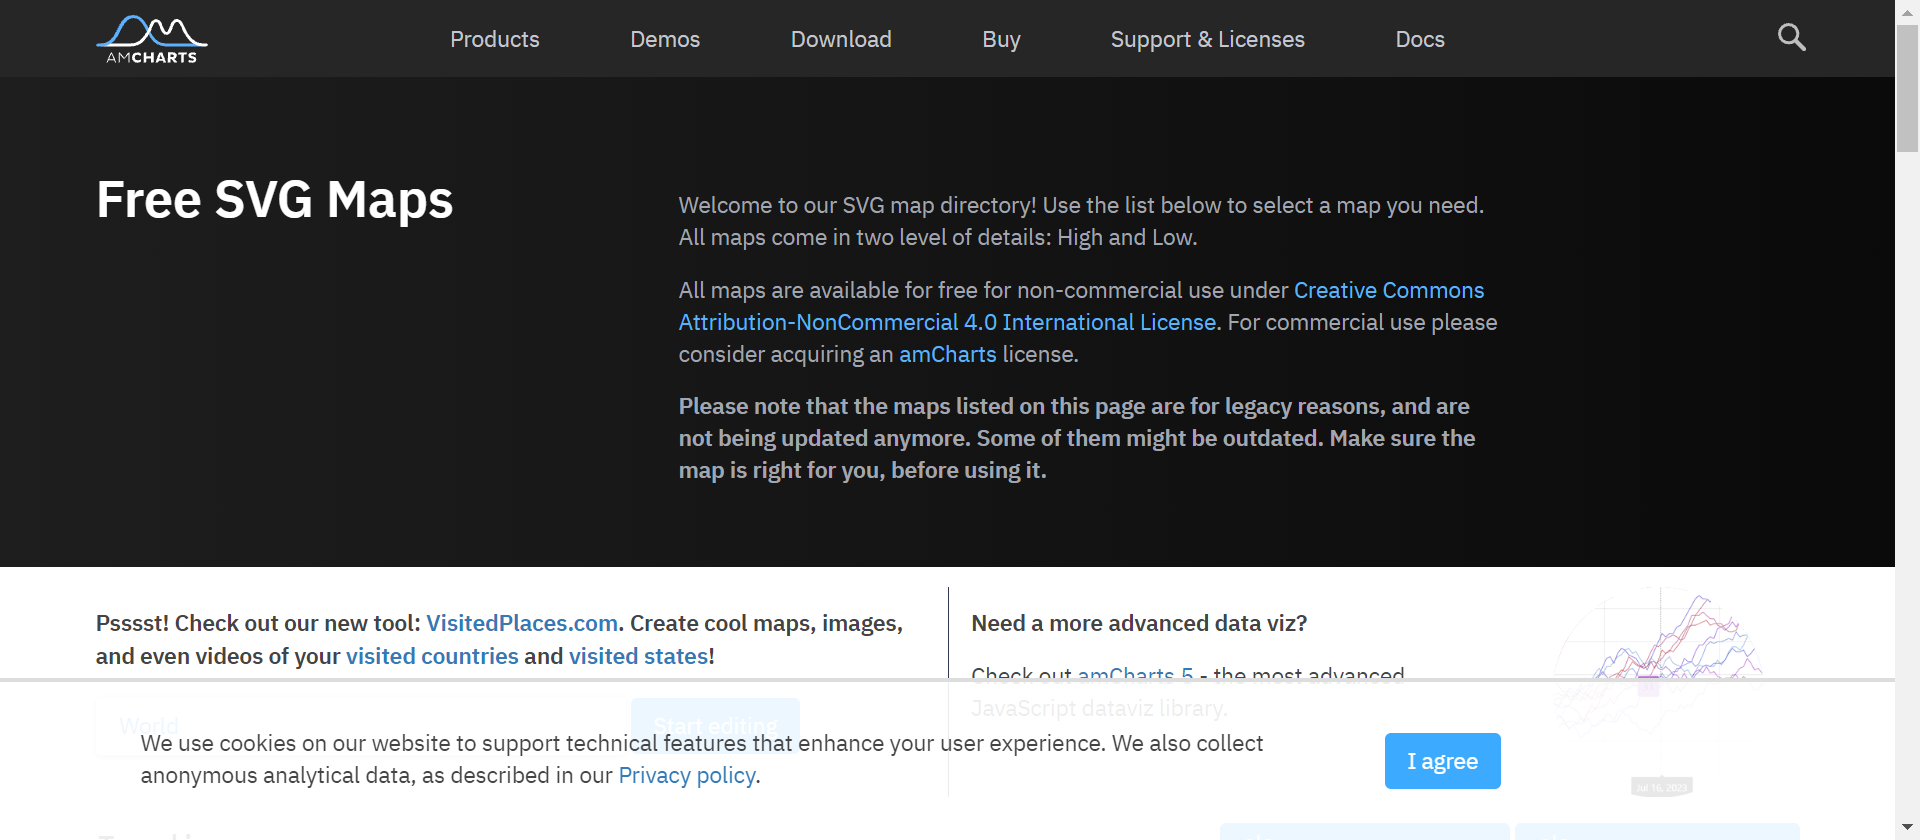 AMCHARTS
Products
Demos
Download
Buy
Support & Licenses
Docs
Free SVG Maps
Welcome to our SVG map directory! Use the list below to select a map you need.
All maps come in two level of details: High and Low.
All maps are available for free for non-commercial use under Creative Commons
Attribution-NonCommercial 4.0 International License. For commercial use please
consider acquiring an amCharts license.
Please note that the maps listed on this page are for legacy reasons, and are
not being updated anymore. Some of them might be outdated. Make sure the
map is right for you, before using it.
Psssst! Check out our new tool: VisitedPlaces.com. Create cool maps, images,
and even videos of your visited countries and visited states!
World
Start editing
Need a more advanced data viz?
Check out amCharts 5 - the most advanced
JavaScript dataviz library.
Jul 16, 2023
We use cookies on our website to support technical features that enhance your user experience. We also collect
anonymous analytical data, as described in our Privacy policy.
I agree